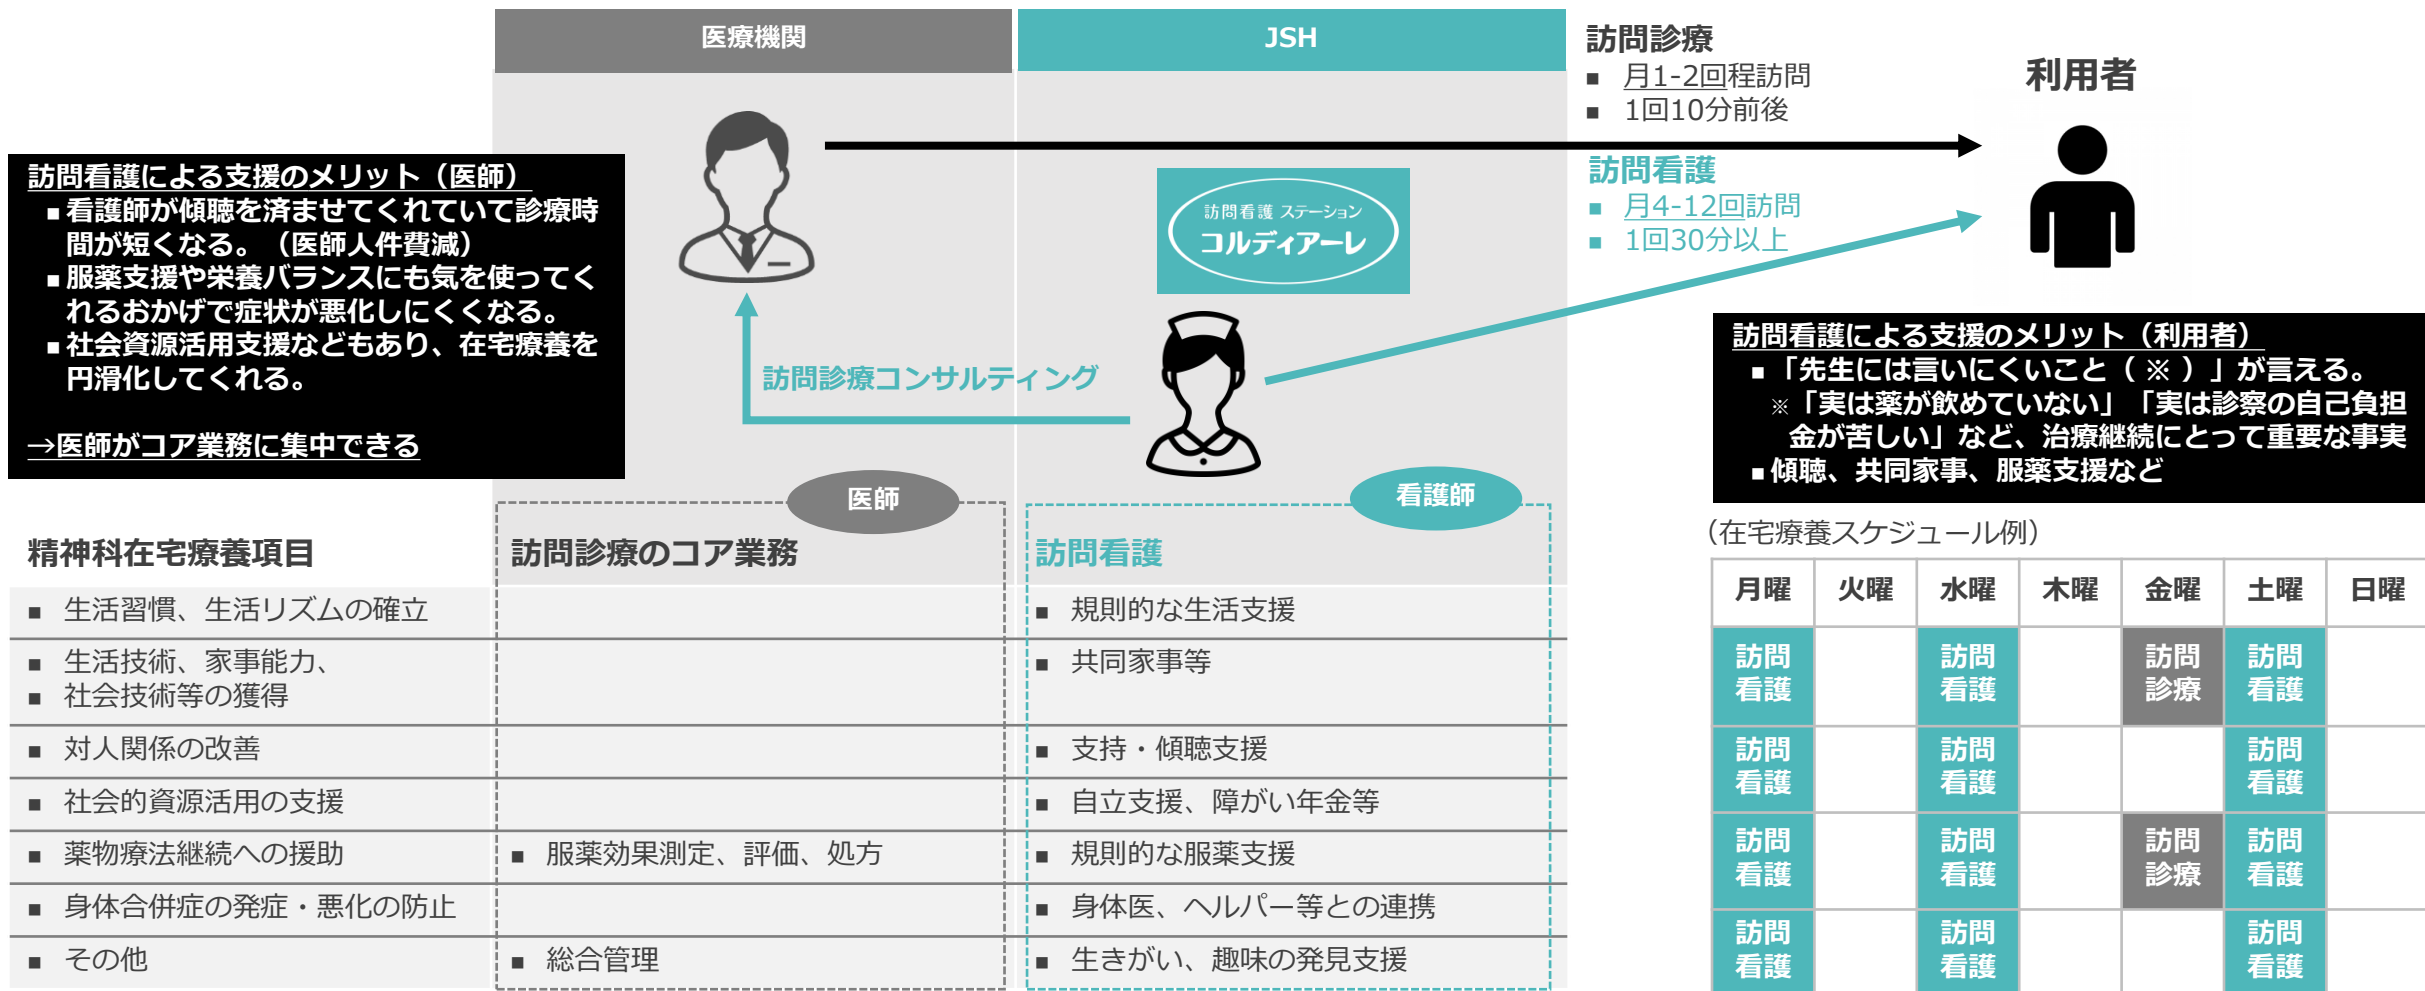 医療機関
JSH
訪問診療
■ 月1-2回程訪問
■ 1回10分前後
利用者
訪問看護
■ 月4-12回訪問
■ 1回30分以上
訪問看護による支援のメリット（医師）
■ 看護師が傾聴を済ませてくれていて診療時
間が短くなる。（医師人件費減）
■ 服薬支援や栄養バランスにも気を使ってく
れるおかげで症状が悪化しにくくなる。
■ 社会資源活用支援などもあり、在宅療養を
円滑化してくれる。
→医師がコア業務に集中できる
訪問看護 ステーション
コルディアーレ
訪問診療コンサルティング
訪問看護による支援のメリット（利用者）
■「先生には言いにくいこと（ ※ ）」が言える。
※「実は薬が飲めていない」「実は診察の自己負担
金が苦しい」など、治療継続にとって重要な事実
■ 傾聴、共同家事、服薬支援など
医師
看護師
精神科在宅療養項目
訪問診療のコア業務
訪問看護
■ 生活習慣、生活リズムの確立
■ 規則的な生活支援
■ 生活技術、家事能力、
■ 社会技術等の獲得
■ 共同家事等
■ 対人関係の改善
■ 支持・傾聴支援
■ 社会的資源活用の支援
■ 自立支援、障がい年金等
■ 薬物療法継続への援助
■ 服薬効果測定、評価、処方
■ 規則的な服薬支援
■ 身体合併症の発症・悪化の防止
■ 身体医、ヘルパー等との連携
■ その他
■ 総合管理
■ 生きがい、趣味の発見支援
（在宅療養スケジュール例）
月曜 火曜 水曜 木曜 金曜 土曜 日曜
訪問 訪問 訪問 訪問
看護 看護 診療 看護
訪問 訪問 訪問
看護 看護 看護
訪問 訪問 訪問 訪問
看護 看護 診療 看護
訪問 訪問 訪問
看護 看護 看護